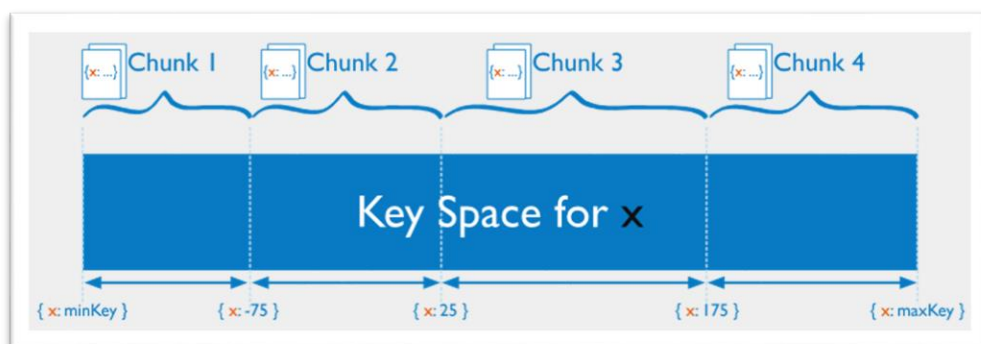 {x: ...} Chunk 1
{x: ...} Chunk 2
{x: ...} Chunk 3
{x: ...} Chunk 4
Key Space for x
{ x: minKey }
{ x: -75 }
{ x: 25 }
{ x: 175 }
{ x: maxKey }